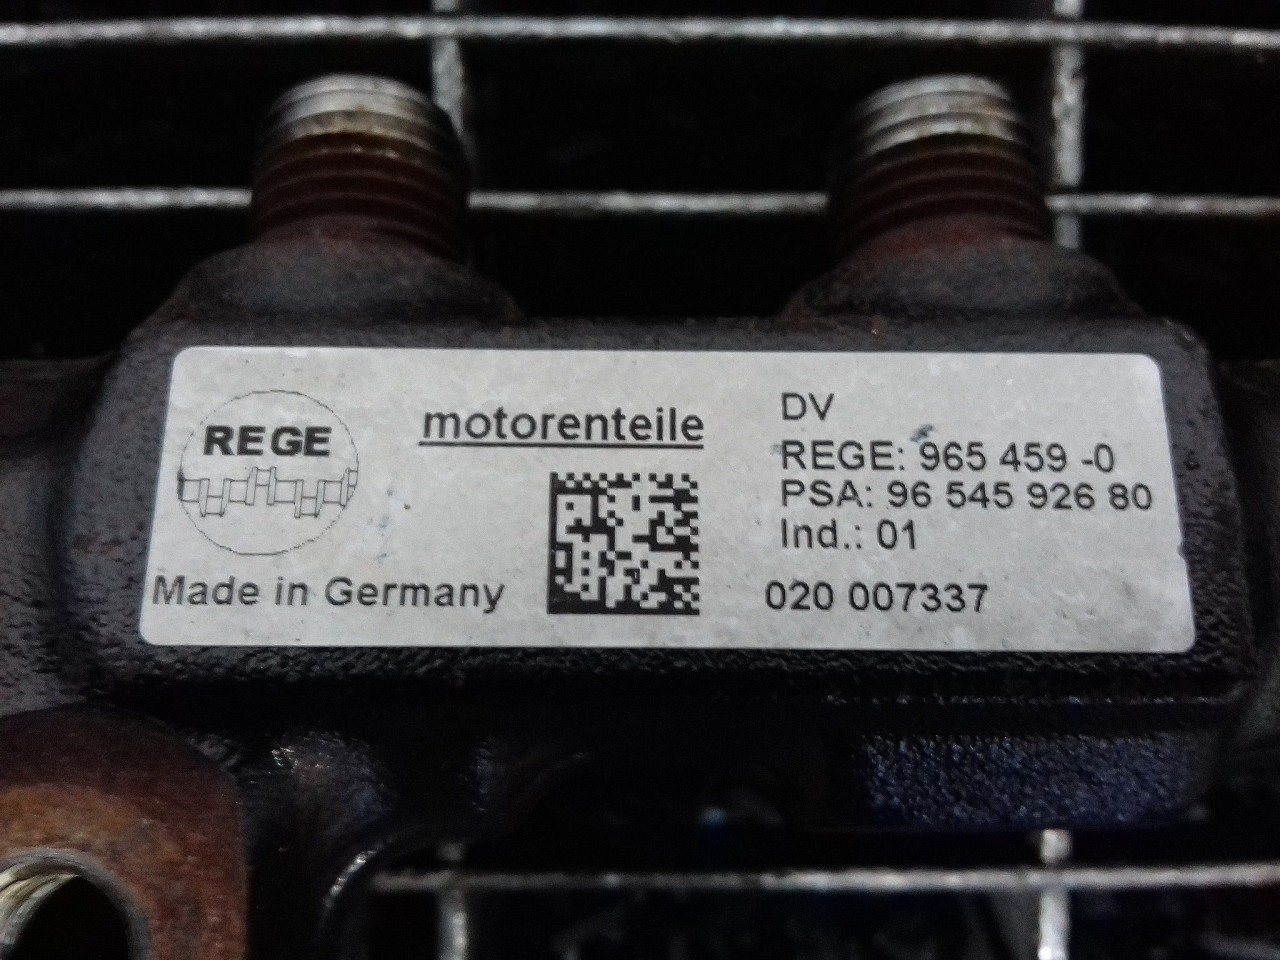 REGE
Made in Germany
motorenteile
DV
REGE: 965 459 -0
PSA: 96 545 926 80
Ind.: 01
020 007337